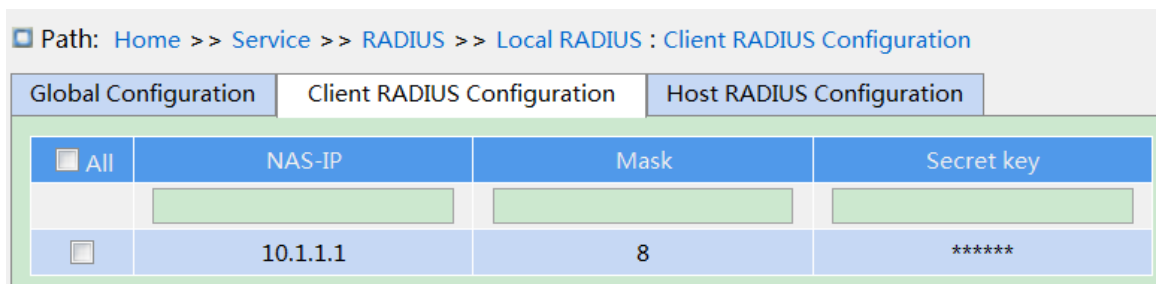 Path: Home >> Service >> RADIUS >> Local RADIUS : Client RADIUS Configuration
Global Configuration Client RADIUS Configuration Host RADIUS Configuration
All NAS-IP Mask Secret key
10.1.1.1 8 ******